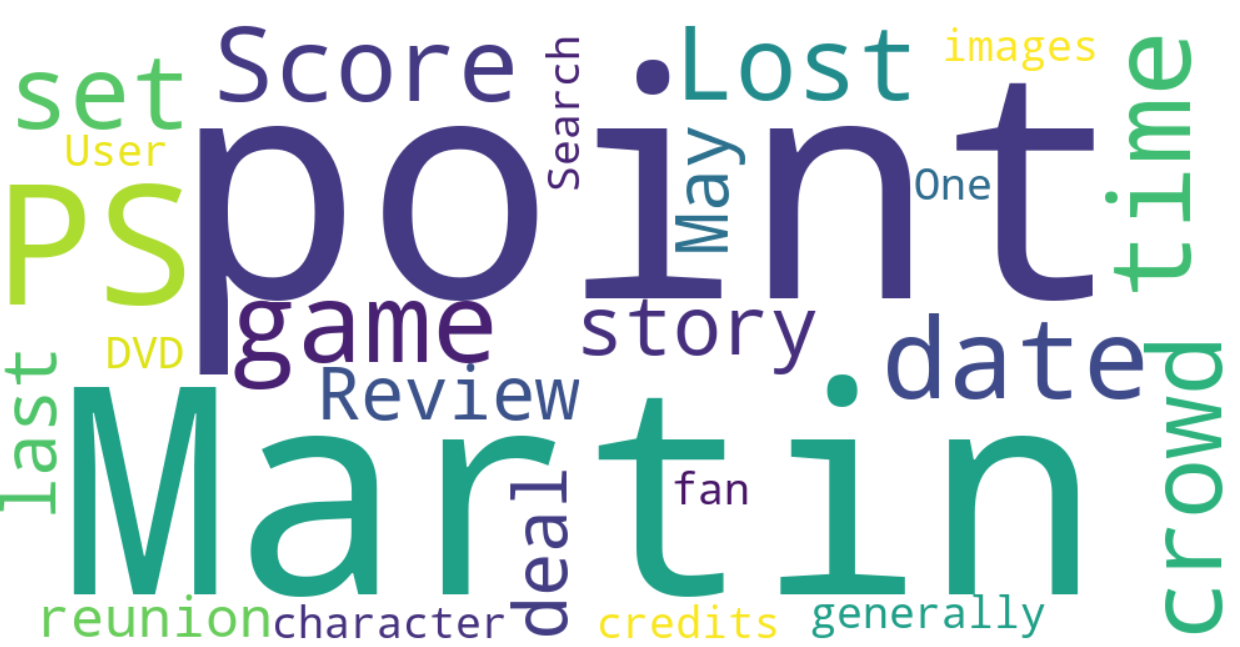 Score
Search
Lost
images
set
time
User
point
May
One
PS
game
story
date
DVD
Review
last
crowd
Martin
fan
deal
reunion
character
credits
generally